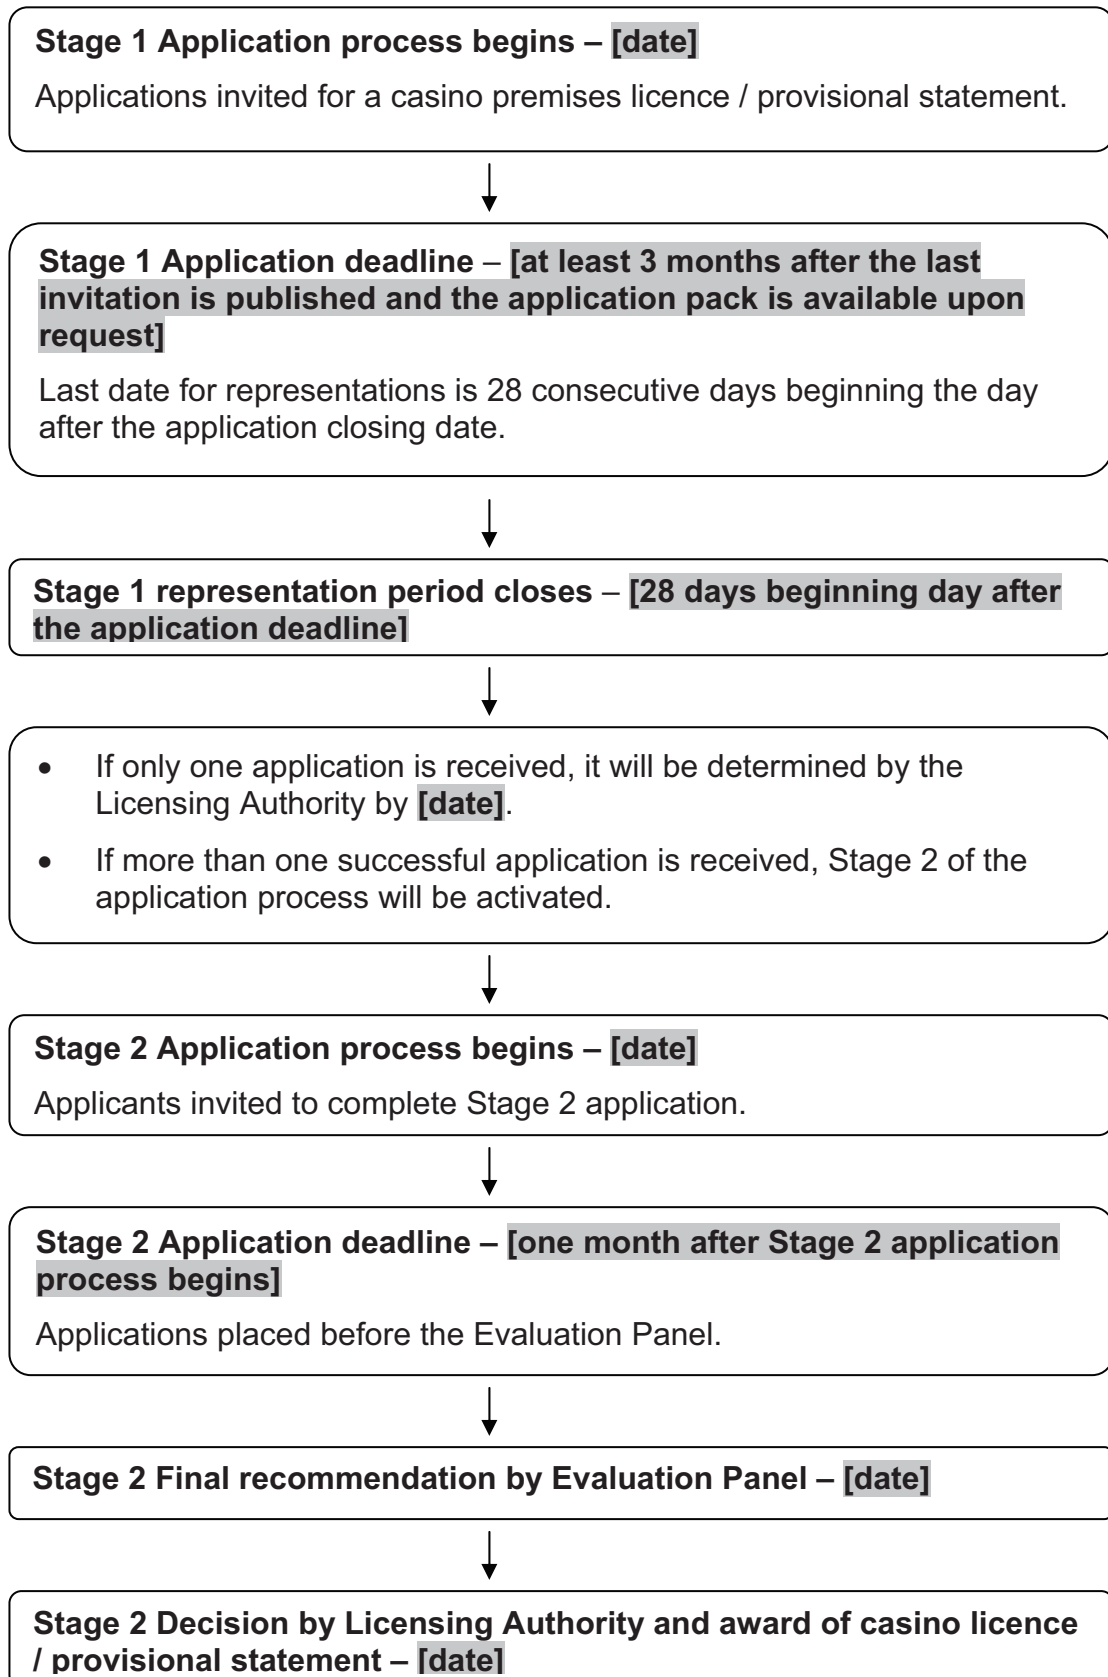 Stage 1 Application process begins – [date]
Applications invited for a casino premises licence / provisional statement.
Stage 1 Application deadline – [at least 3 months after the last
invitation is published and the application pack is available upon
request]
Last date for representations is 28 consecutive days beginning the day
after the application closing date.
Stage 1 representation period closes – [28 days beginning day after
the application deadline]
• If only one application is received, it will be determined by the
Licensing Authority by [date].
• If more than one successful application is received, Stage 2 of the
application process will be activated.
Stage 2 Application process begins – [date]
Applicants invited to complete Stage 2 application.
Stage 2 Application deadline – [one month after Stage 2 application
process begins]
Applications placed before the Evaluation Panel.
Stage 2 Final recommendation by Evaluation Panel – [date]
Stage 2 Decision by Licensing Authority and award of casino licence
/ provisional statement – [date]